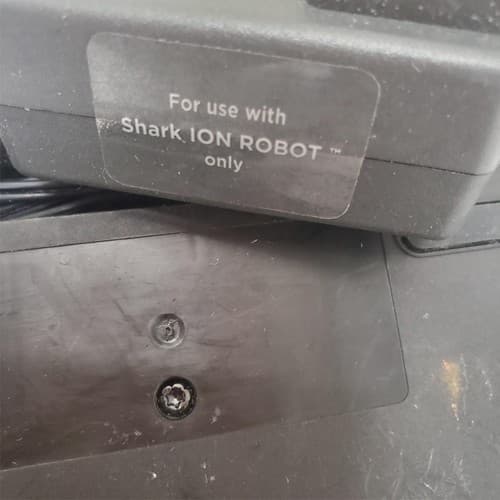 For use with
Shark ION ROBOT™
only